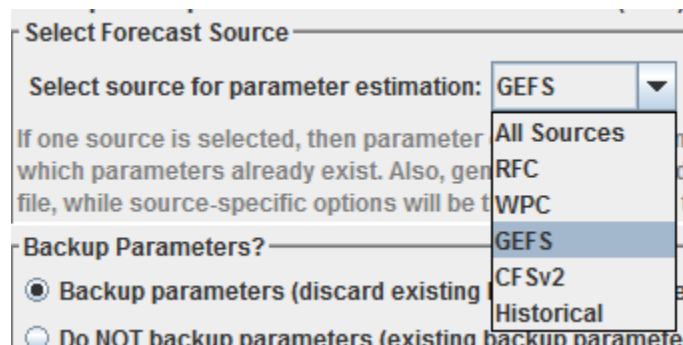 Select Forecast Source
Select source for parameter estimation: GEFS
All Sources
RFC
WPC
GEFS
CFSv2
Historical
If one source is selected, then parameter
which parameters already exist. Also, gen
file, while source-specific options will be t
Backup Parameters?
Backup parameters (discard existing
Do NOT backup parameters (existing backup paramete